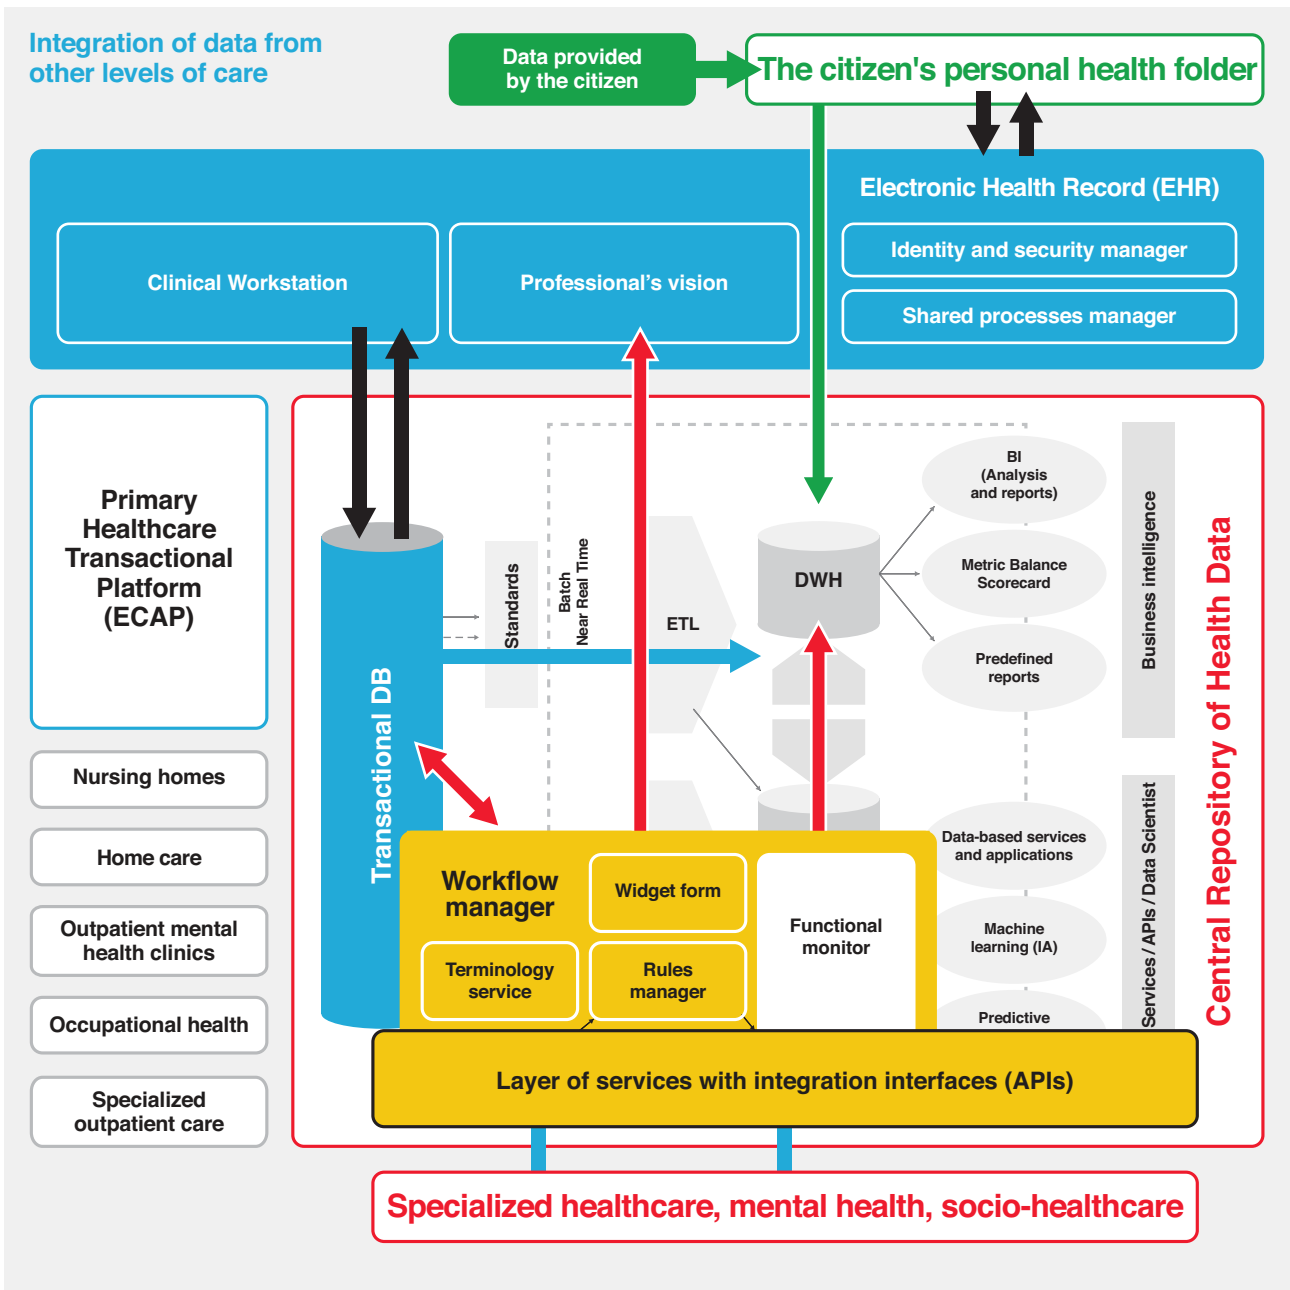 Integration of data from
other levels of care
Data provided
by the citizen
The citizen's personal health folder
Electronic Health Record (EHR)
Clinical Workstation
Professional's vision
Identity and security manager
Shared processes manager
Primary
Healthcare
Transactional
Platform
(ECAP)
Nursing homes
Home care
Outpatient mental
health clinics
Occupational health
Specialized
outpatient care
Transactional DB
Standards
Batch
Near Real Time
ETL
DWH
BI
(Analysis
and reports)
Metric Balance
Scorecard
Predefined
reports
Business intelligence
Data-based services
and applications
Machine
learning (IA)
Predictive
Services / APIs / Data Scientist
Central Repository of Health Data
Workflow
manager
Widget form
Terminology
service
Rules
manager
Functional
monitor
Layer of services with integration interfaces (APIs)
Specialized healthcare, mental health, socio-healthcare